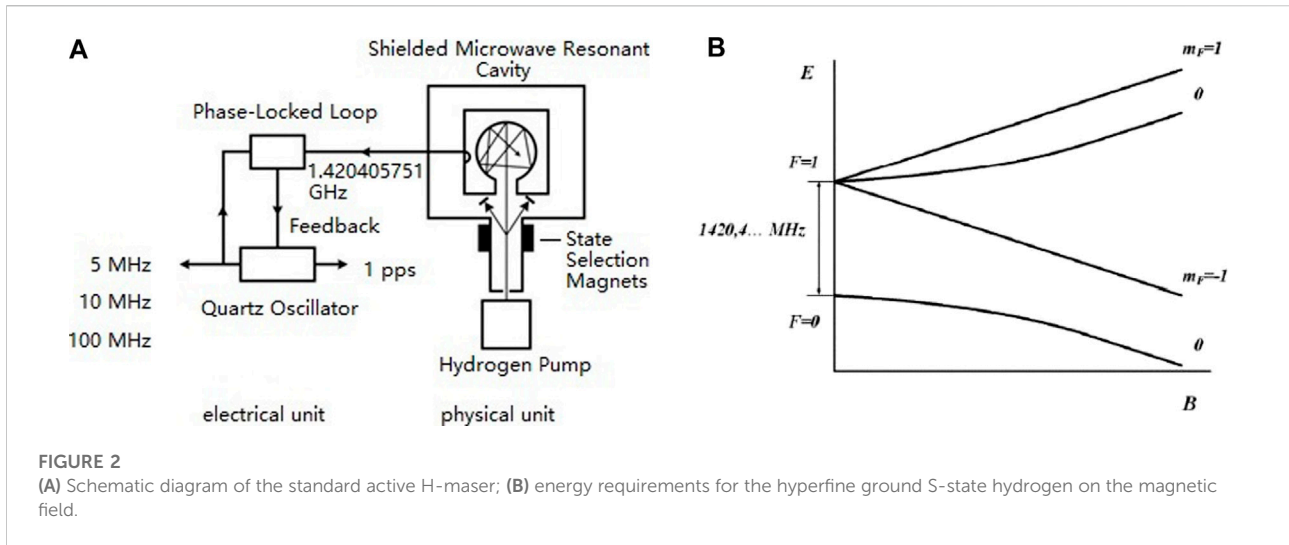 A
Shielded Microwave Resonant
Cavity
Phase-Locked Loop
1.420405751
GHz
Feedback
5 MHz
1 pps
State
Selection
Magnets
10 MHz
Quartz Oscillator
100 MHz
Hydrogen Pump
electrical unit
physical unit
B
E
mF=1
0
F=1
1420,4... MHz
mF=-1
F=0
0
B
FIGURE 2
(A) Schematic diagram of the standard active H-maser; (B) energy requirements for the hyperfine ground S-state hydrogen on the magnetic
field.